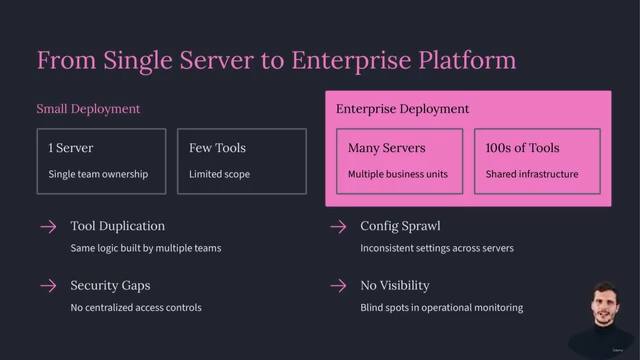 From Single Server to Enterprise Platform
Small Deployment
1 Server
Single team ownership
Few Tools
Limited scope
Enterprise Deployment
Many Servers
Multiple business units
100s of Tools
Shared infrastructure
Tool Duplication
Same logic built by multiple teams
Config Sprawl
Inconsistent settings across servers
Security Gaps
No centralized access controls
No Visibility
Blind spots in operational monitoring